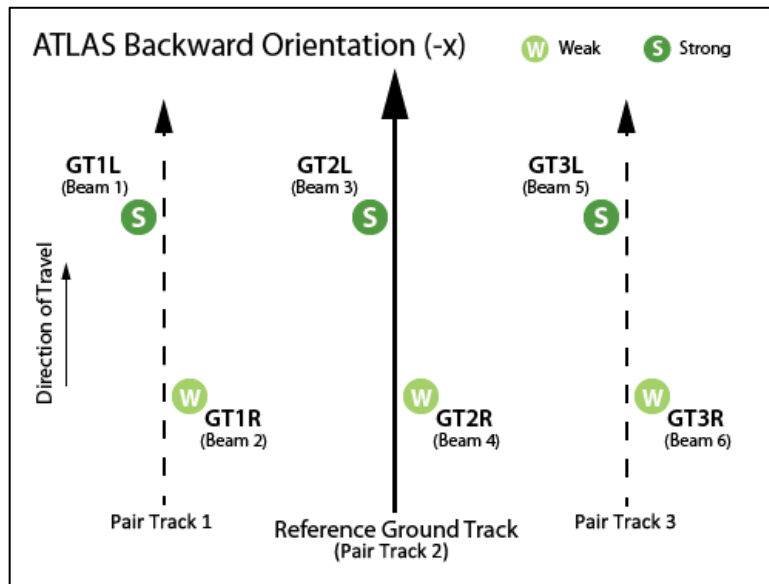 ATLAS Backward Orientation (-x)
W Weak
S Strong
GT1L
(Beam 1)
S
GT2L
(Beam 3)
S
GT3L
(Beam 5)
S
Direction of Travel
W
GT1R
(Beam 2)
W
GT2R
(Beam 4)
W
GT3R
(Beam 6)
Pair Track 1
Reference Ground Track
(Pair Track 2)
Pair Track 3